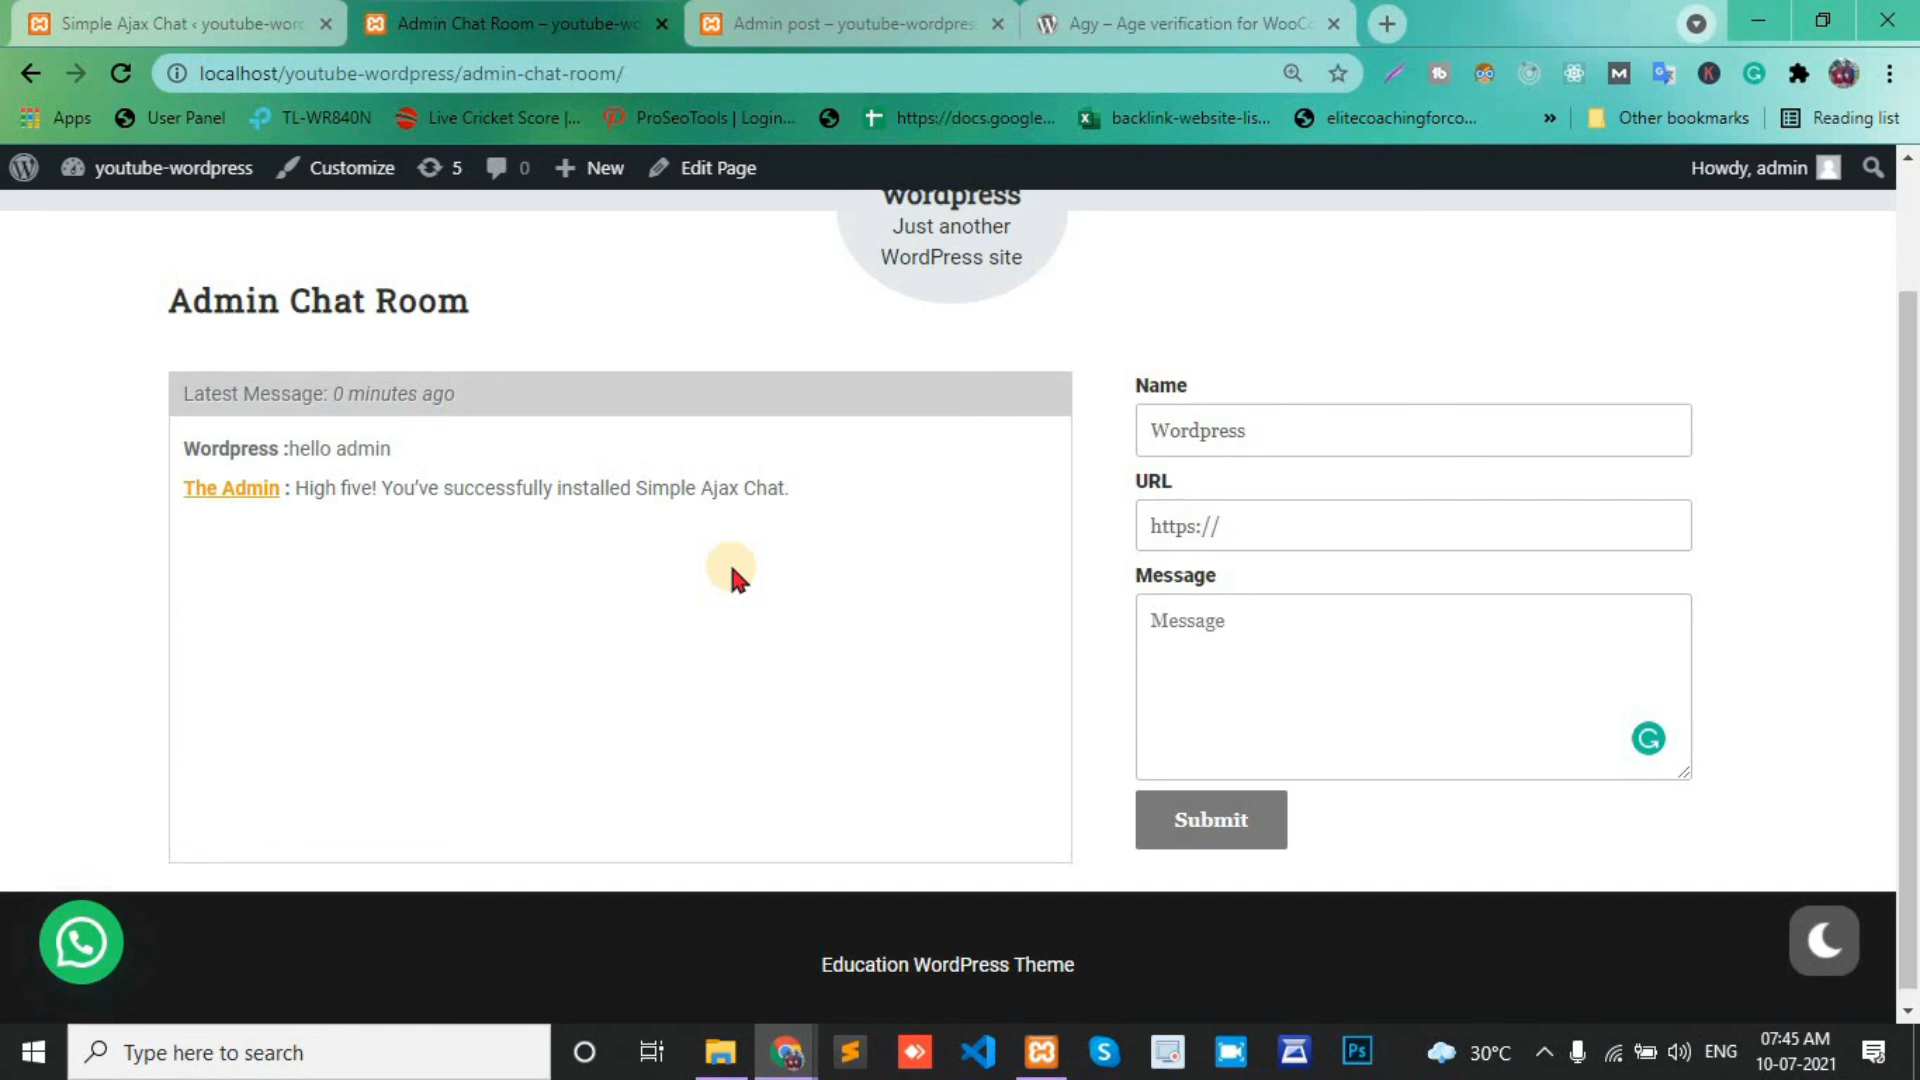 Simple Ajax Chat ‹ youtube-word
Admin Chat Room – youtube-wo
Admin post – youtube-wordpres
Agy – Age verification for WooCo
localhost/youtube-wordpress/admin-chat-room/
Apps
User Panel
TL-WR840N
Live Cricket Score |...
ProSeoTools | Login...
https://docs.google...
backlink-website-lis...
elitecoachingforco...
»
Other bookmarks
Reading list
youtube-wordpress
Customize
5
0
New
Edit Page
Howdy, admin
wordpress
Just another
WordPress site
Admin Chat Room
Latest Message: 0 minutes ago
Wordpress :hello admin
The Admin : High five! You've successfully installed Simple Ajax Chat.
Name
Wordpress
URL
https://
Message
Message
Submit
Education WordPress Theme
Type here to search
Ps
30°C
ENG
07:45 AM
10-07-2021